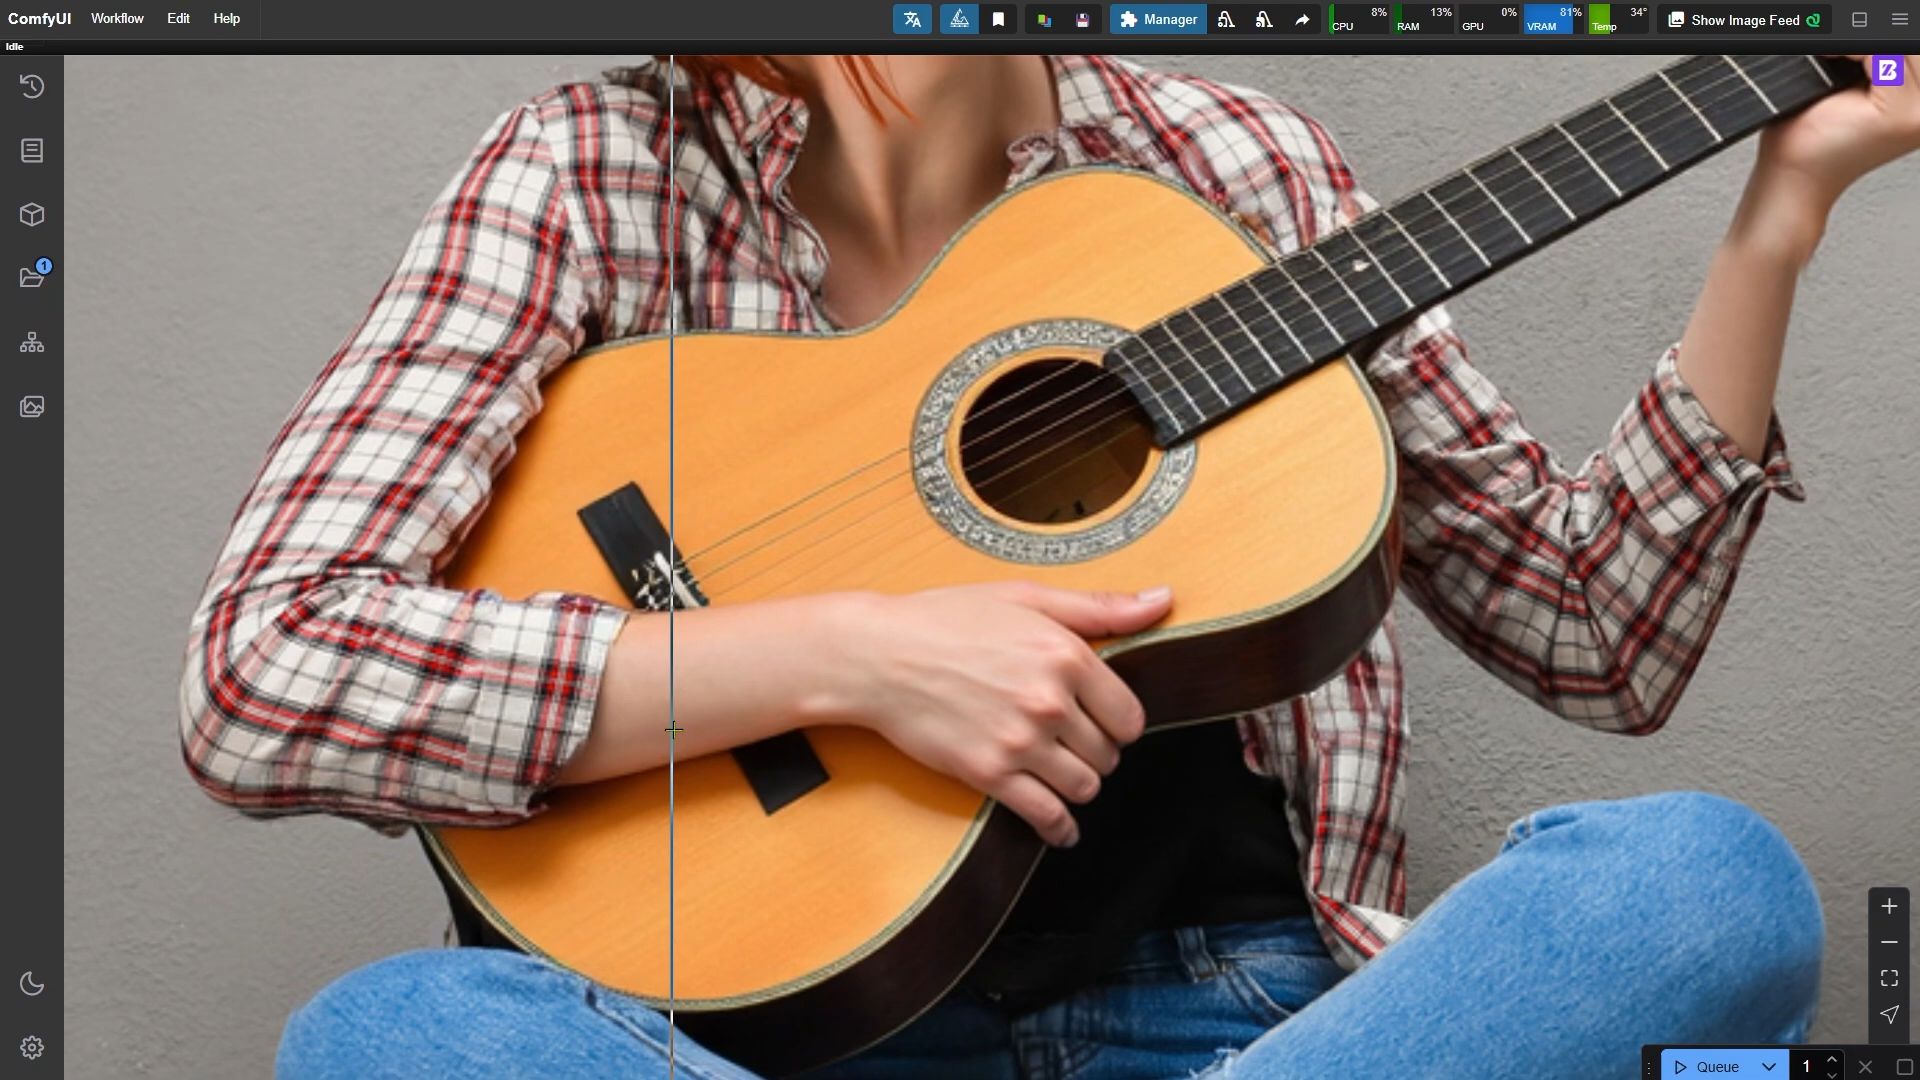 ComfyUI Workflow Edit Help
Manager
CPU 8% RAM 13% GPU 0% VRAM 81% Temp 34°
Show Image Feed
Idle
1
Queue 1